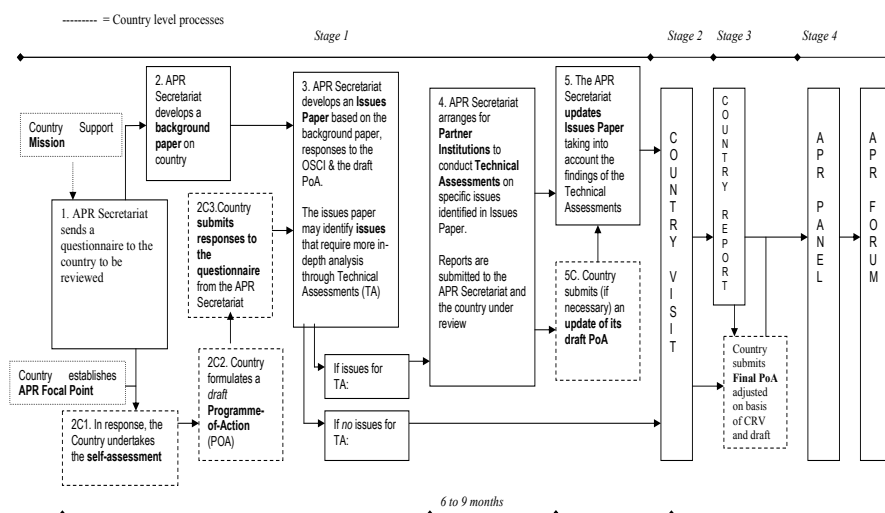 --------- = Country level processes
Stage 1
Stage 2
Stage 3
Stage 4
Country Support
Mission
2. APR
Secretariat
develops a
background
paper on
country
1. APR Secretariat
sends a
questionnaire to the
country to be
reviewed
Country establishes
APR Focal Point
2C1. In response, the
Country undertakes
the self-assessment
2C2. Country
formulates a
draft
Programme-
of-Action
(POA)
2C3.Country
submits
responses to
the
questionnaire
from the APR
Secretariat
3. APR Secretariat
develops an Issues
Paper based on the
background paper,
responses to the
OSCI & the draft
PoA.
The issues paper
may identify issues
that require more in-
depth analysis
through Technical
Assessments (TA)
If issues for
TA:
If no issues for
TA:
4. APR Secretariat
arranges for
Partner
Institutions to
conduct Technical
Assessments on
specific issues
identified in Issues
Paper.
Reports are
submitted to the
APR Secretariat and
the country under
review
5. The APR
Secretariat
updates
Issues Paper
taking into
account the
findings of the
Technical
Assessments
5C. Country
submits (if
necessary) an
update of its
draft PoA
COUNTRY VISIT
COUNTRY REPORT
Country
submits
Final PoA
adjusted
on basis
of CRV
and draft
APR PANEL
APR FORUM
6 to 9 months